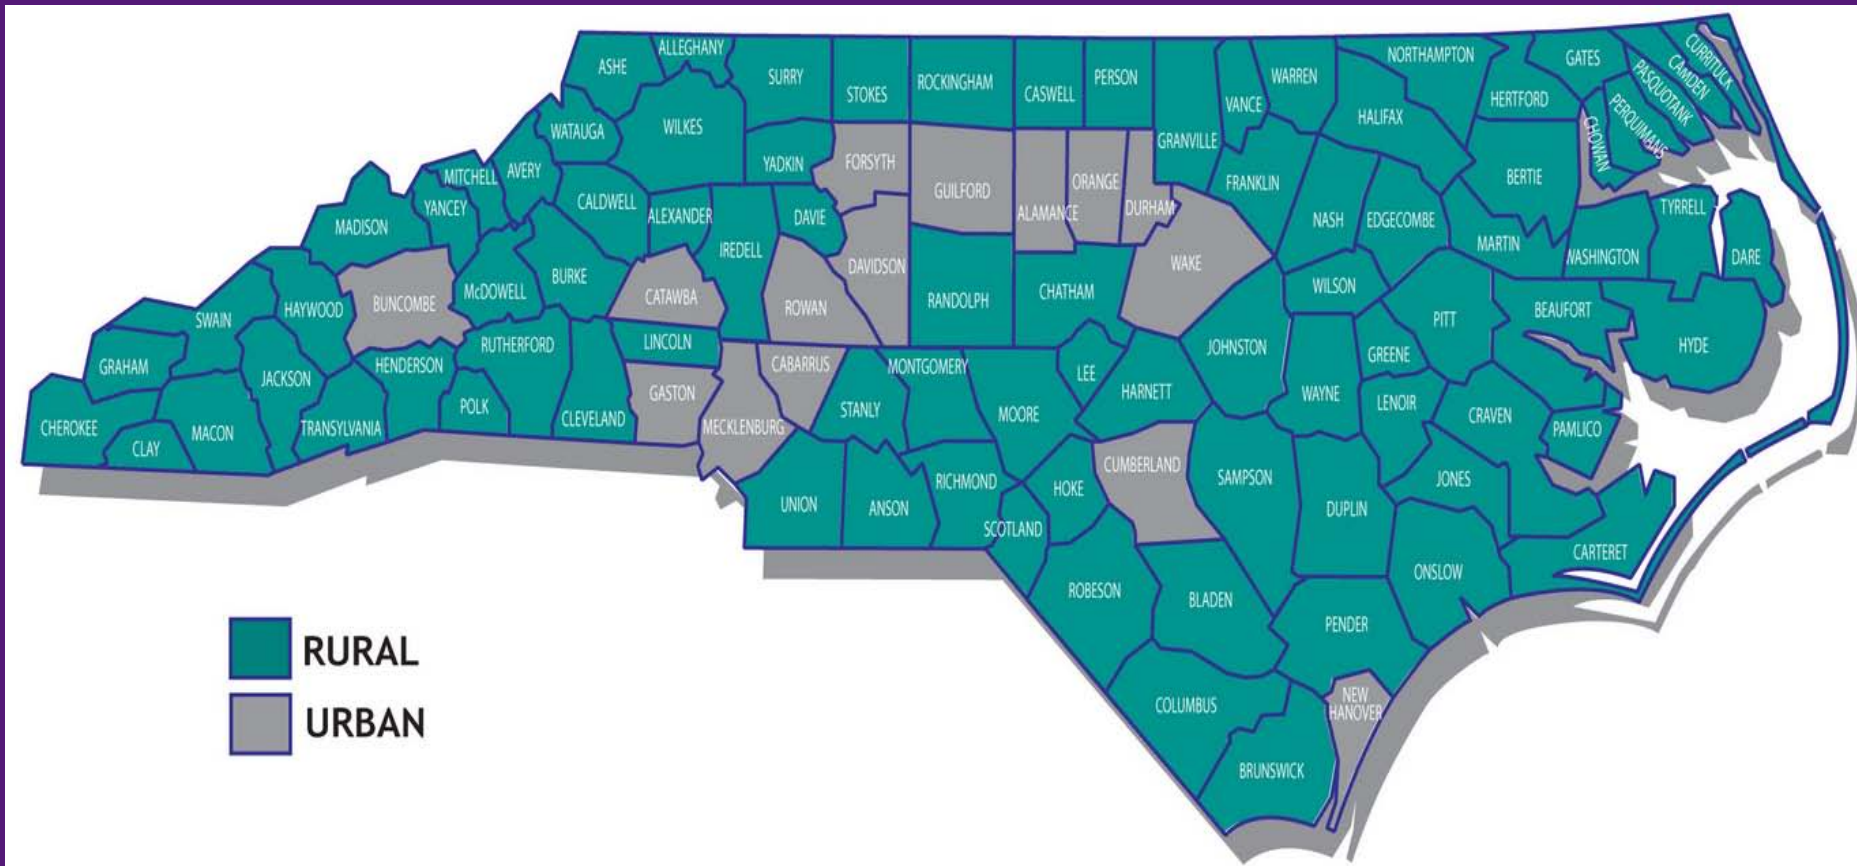 ALLEGHANY
ASHE
SURRY
STOKES
ROCKINGHAM
CASWELL
PERSON
GRANVILLE
VANCE
WARREN
NORTHAMPTON
HALIFAX
HERTFORD
GATES
CURRITUCK
CAMDEN
PASQUOTANK
PERQUIMANS
CHOWAN
WATAUGA
WILKES
YADKIN
FORSYTH
GUILFORD
ALAMANCE
ORANGE
DURHAM
FRANKLIN
NASH
EDGECOMBE
BERTIE
MARTIN
WASHINGTON
TYRRELL
DARE
MITCHELL
AVERY
YANCEY
CALDWELL
ALEXANDER
IREDELL
DAVIE
DAVIDSON
MADISON
BUNCOMBE
McDOWELL
BURKE
CATAWBA
ROWAN
RANDOLPH
CHATHAM
WAKE
JOHNSTON
WILSON
PITT
BEAUFORT
HYDE
SWAIN
HAYWOOD
GRAHAM
JACKSON
HENDERSON
RUTHERFORD
LINCOLN
GASTON
CABARRUS
MECKLENBURG
STANLY
MONTGOMERY
MOORE
LEE
HARNETT
WAYNE
GREENE
LENOIR
CRAVEN
PAMLICO
CHEROKEE
CLAY
MACON
TRANSYLVANIA
POLK
CLEVELAND
UNION
ANSON
RICHMOND
SCOTLAND
HOKE
CUMBERLAND
SAMPSON
DUPLIN
JONES
ONSLOW
CARTERET
ROBESON
BLADEN
PENDER
COLUMBUS
NEW
HANOVER
BRUNSWICK
RURAL
URBAN